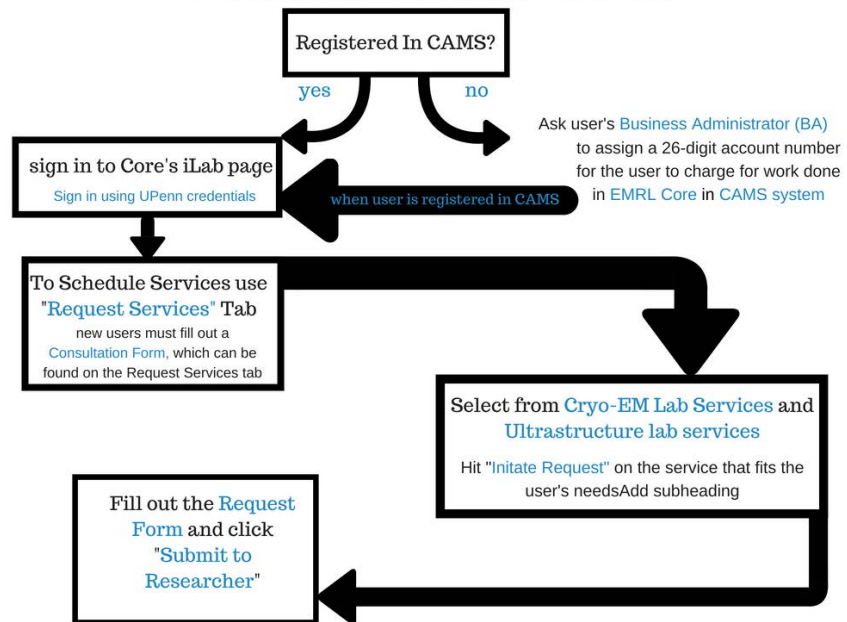 Registered In CAMS?
yes
no
Ask user's Business Administrator (BA)
to assign a 26-digit account number
for the user to charge for work done
in EMRL Core in CAMS system
sign in to Core's iLab page
Sign in using UPenn credentials
when user is registered in CAMS
To Schedule Services use
"Request Services" Tab
new users must fill out a
Consultation Form, which can be
found on the Request Services tab
Select from Cryo-EM Lab Services and
Ultrastructure lab services
Hit "Initate Request" on the service that fits the
user's needsAdd subheading
Fill out the Request
Form and click
"Submit to
Researcher"